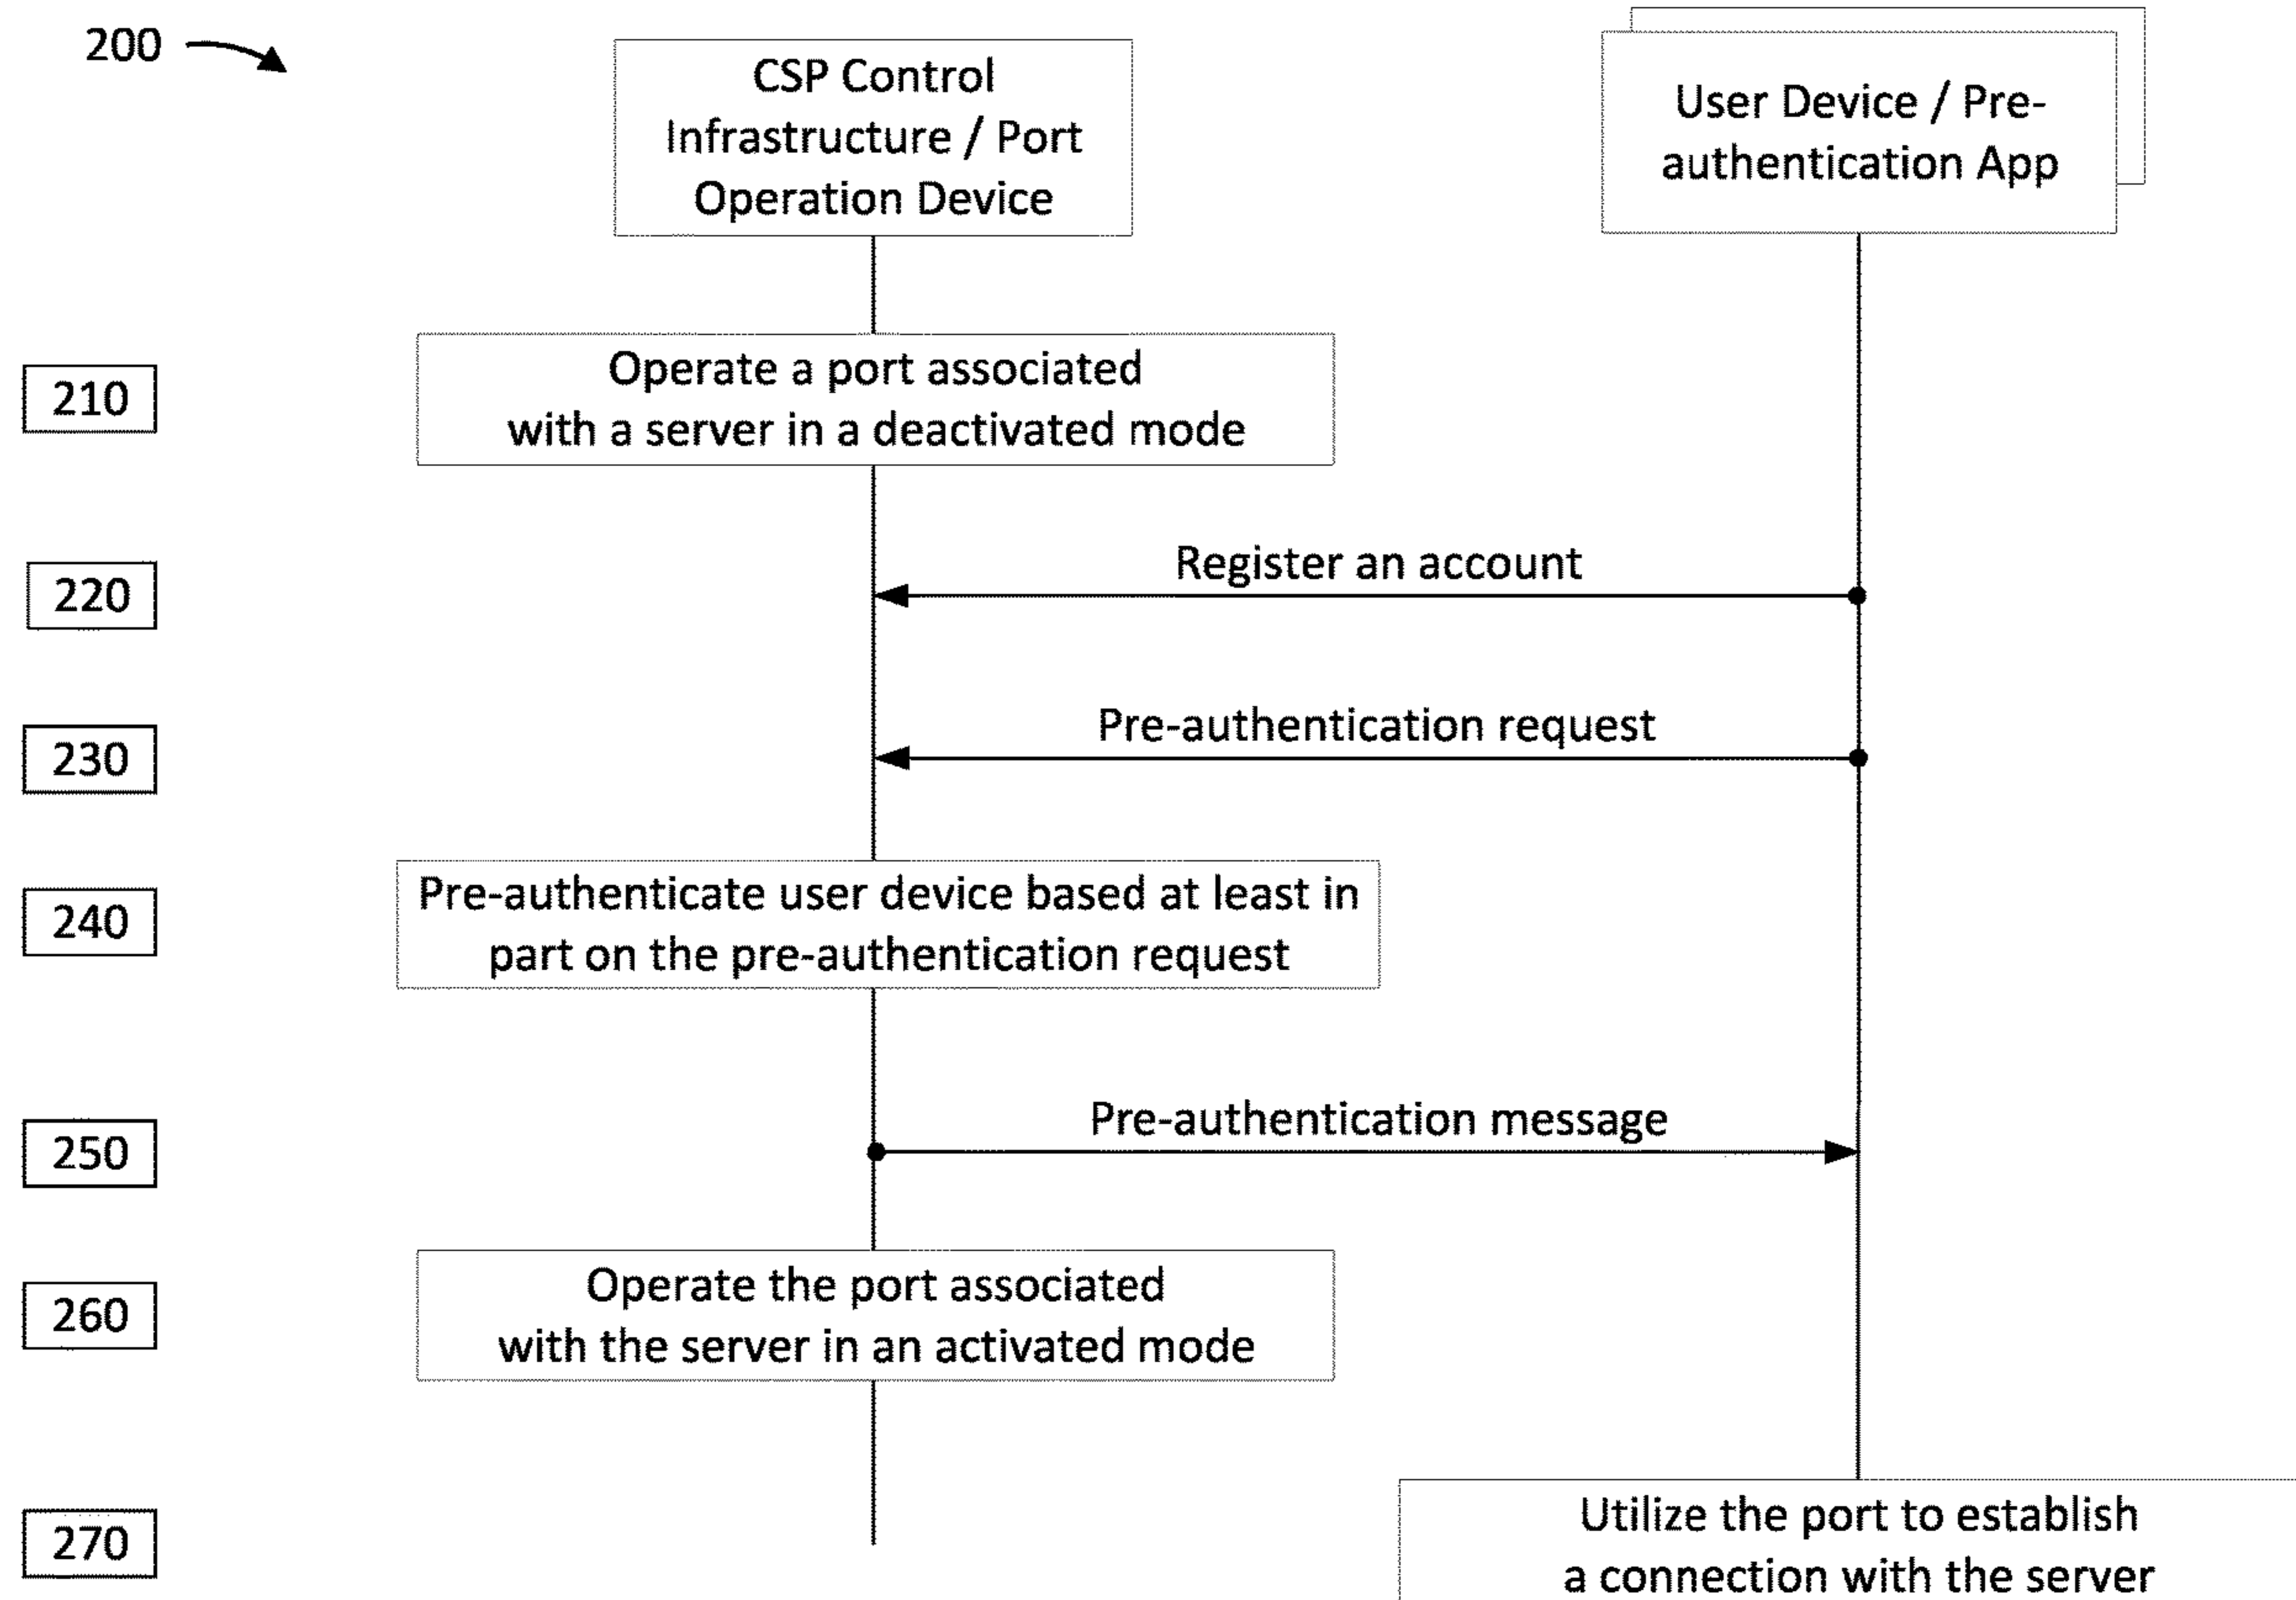 200
CSP Control
Infrastructure / Port
Operation Device
User Device / Pre-
authentication App
210
Operate a port associated
with a server in a deactivated mode
220
Register an account
230
Pre-authentication request
240
Pre-authenticate user device based at least in
part on the pre-authentication request
250
Pre-authentication message
260
Operate the port associated
with the server in an activated mode
270
Utilize the port to establish
a connection with the server